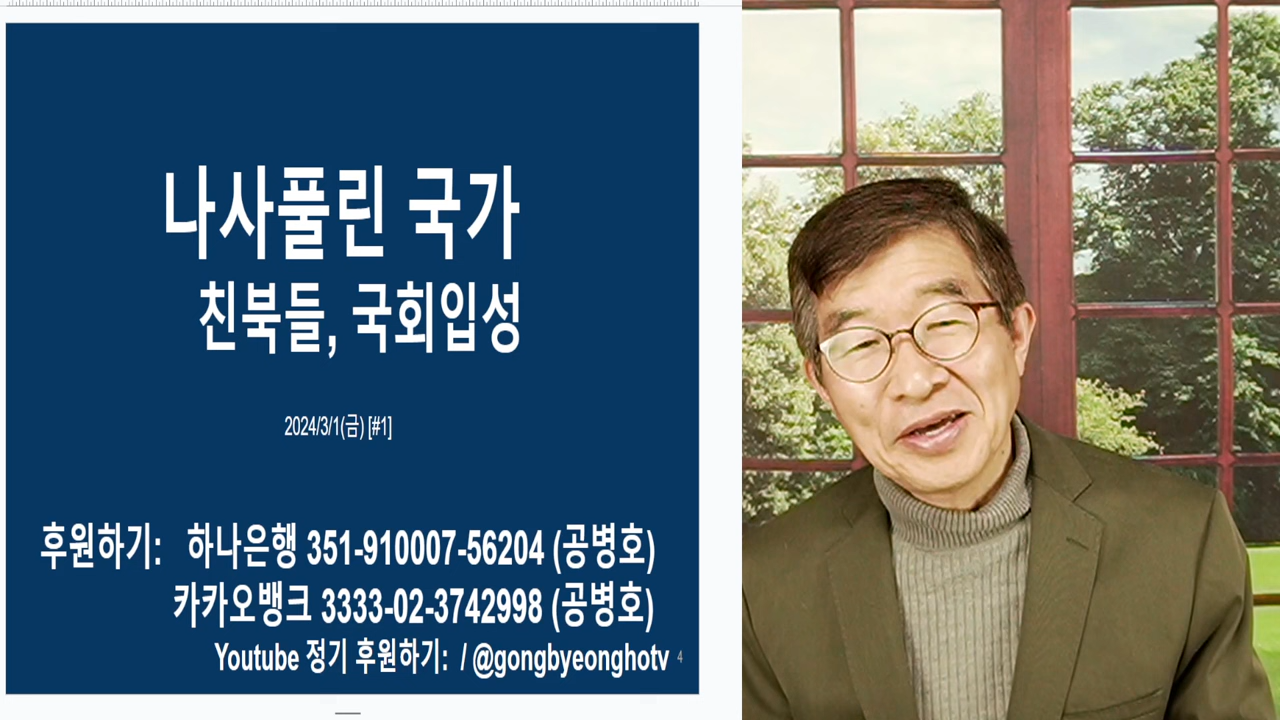 나사풀린 국가
친북들, 국회입성
2024/3/1(금) [#1]
후원하기: 하나은행 351-910007-56204 (공병호)
카카오뱅크 3333-02-3742998 (공병호)
Youtube 정기 후원하기: / @gongbyeonghotv 4